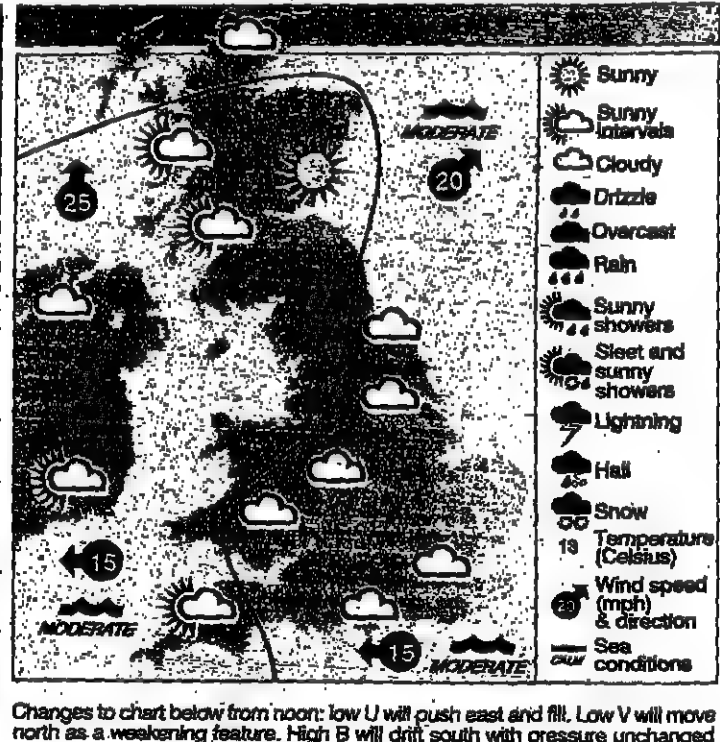 MODERATE
25
20
15
MODERATE
15
MODERATE
Sunny
Sunny
intervals
Cloudy
Drizzle
Overcast
Rain
Sunny
showers
Sleet and
sunny
showers
Lightning
Hail
Snow
13 Temperature
(Celsius)
Wind speed
(mph)
& direction
Sea
conditions
Changes to chart below from noon: low U will push east and fill. Low V will move
north as a weakening feature. High B will drift south with pressure unchanged